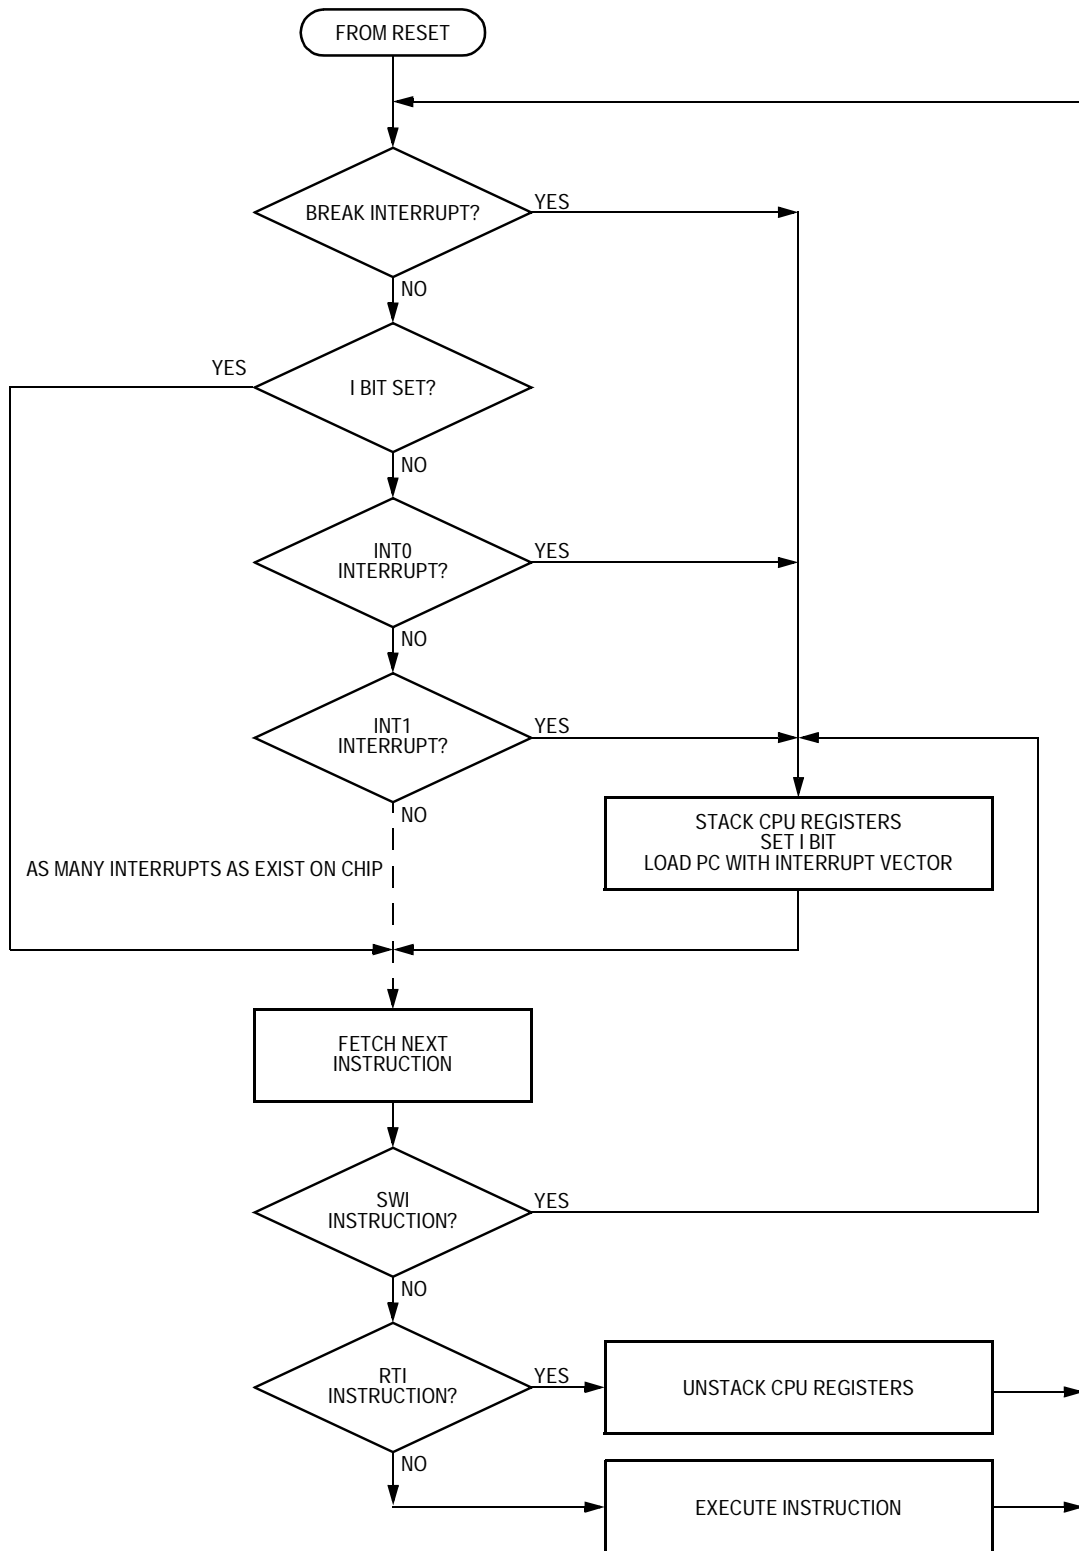 FROM RESET
BREAK INTERRUPT?
YES
NO
YES
I BIT SET?
NO
INT0
INTERRUPT?
YES
NO
INT1
INTERRUPT?
YES
NO
STACK CPU REGISTERS
SET I BIT
LOAD PC WITH INTERRUPT VECTOR
AS MANY INTERRUPTS AS EXIST ON CHIP
FETCH NEXT
INSTRUCTION
SWI
INSTRUCTION?
YES
NO
RTI
INSTRUCTION?
YES
UNSTACK CPU REGISTERS
NO
EXECUTE INSTRUCTION